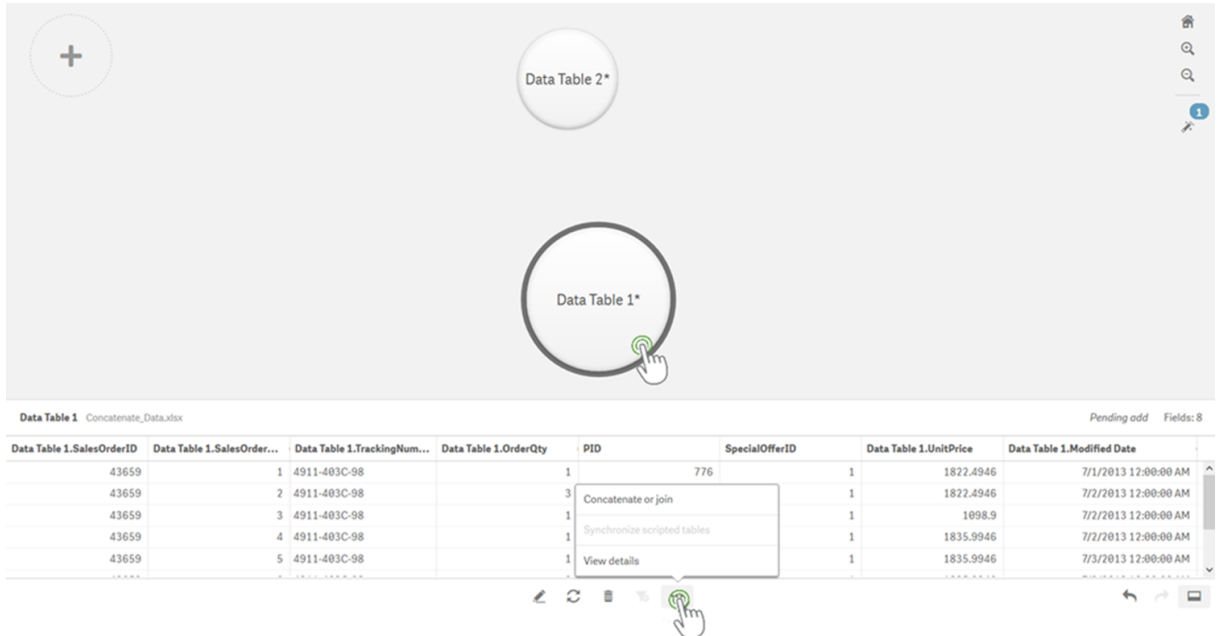 Data Table 2*
1
Data Table 1*
Data Table 1 Concatenate_Data.xlsx Pending add Fields: 8
Data Table 1.SalesOrderID Data Table 1.SalesOrder... Data Table 1.TrackingNum... Data Table 1.OrderQty PID SpecialOfferID Data Table 1.UnitPrice Data Table 1.Modified Date
43659 1 4911-403C-98 1 776 1 1822.4946 7/1/2013 12:00:00 AM
43659 2 4911-403C-98 3 1 1822.4946 7/2/2013 12:00:00 AM
43659 3 4911-403C-98 1 1 1098.9 7/2/2013 12:00:00 AM
43659 4 4911-403C-98 1 1 1835.9946 7/2/2013 12:00:00 AM
43659 5 4911-403C-98 1 1 1835.9946 7/3/2013 12:00:00 AM
Concatenate or join
Synchronize scripted tables
View details